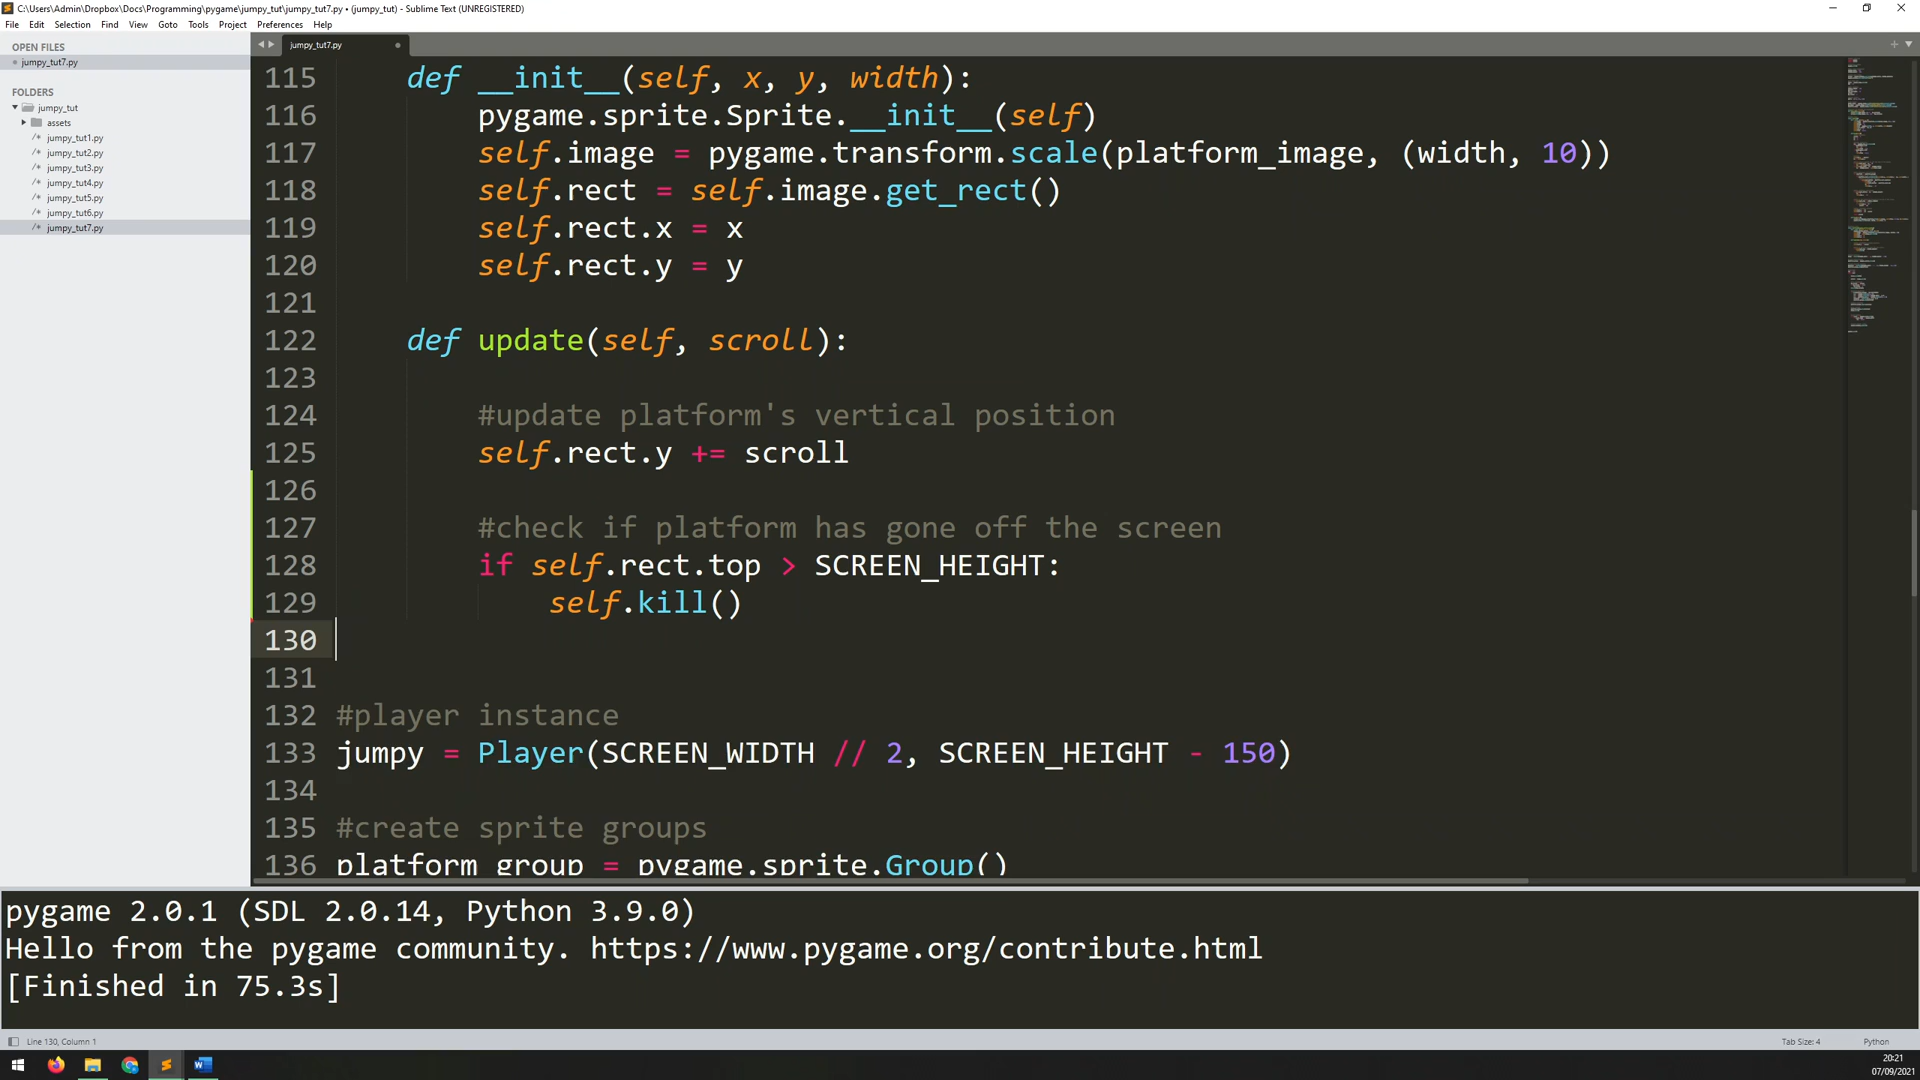 C:\Users\Admin\Dropbox\Docs\Programming\pygame\jumpy_tut\jumpy_tut7.py • (jumpy_tut) - Sublime Text (UNREGISTERED)
File Edit Selection Find View Goto Tools Project Preferences Help
OPEN FILES
jumpy_tut7.py
FOLDERS
jumpy_tut
assets
/* jumpy_tut1.py
/* jumpy_tut2.py
/* jumpy_tut3.py
/* jumpy_tut4.py
/* jumpy_tut5.py
/* jumpy_tut6.py
/* jumpy_tut7.py
jumpy_tut7.py
115 def __init__(self, x, y, width):
116 pygame.sprite.Sprite.__init__(self)
117 self.image = pygame.transform.scale(platform_image, (width, 10))
118 self.rect = self.image.get_rect()
119 self.rect.x = x
120 self.rect.y = y
121
122 def update(self, scroll):
123
124 #update platform's vertical position
125 self.rect.y += scroll
126
127 #check if platform has gone off the screen
128 if self.rect.top > SCREEN_HEIGHT:
129 self.kill()
130
131
132 #player instance
133 jumpy = Player(SCREEN_WIDTH // 2, SCREEN_HEIGHT - 150)
134
135 #create sprite groups
136 platform_group = pygame.sprite.Group()
pygame 2.0.1 (SDL 2.0.14, Python 3.9.0)
Hello from the pygame community. https://www.pygame.org/contribute.html
[Finished in 75.3s]
Line 130, Column 1
Tab Size: 4
Python
20:21
07/09/2021